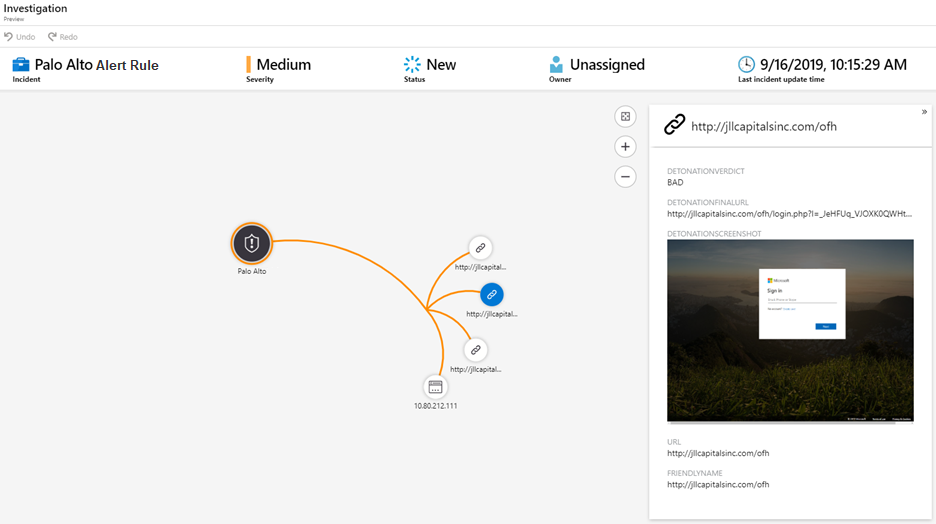 Investigation
Preview
Undo Redo
Palo Alto Alert Rule
Incident
Medium
Severity
New
Status
Unassigned
Owner
9/16/2019, 10:15:29 AM
Last incident update time
Palo Alto
http://jllcapital...
http://jllcapital...
http://jllcapital...
10.80.212.111
»
http://jllcapitalsinc.com/ofh
DETONATIONVERDICT
BAD
DETONATIONFINALURL
http://jllcapitalsinc.com/ofh/login.php?l=_JeHFUq_VJOXK0QWHt...
DETONATIONSCREENSHOT
Microsoft
Sign in
URL
http://jllcapitalsinc.com/ofh
FRIENDLYNAME
http://jllcapitalsinc.com/ofh